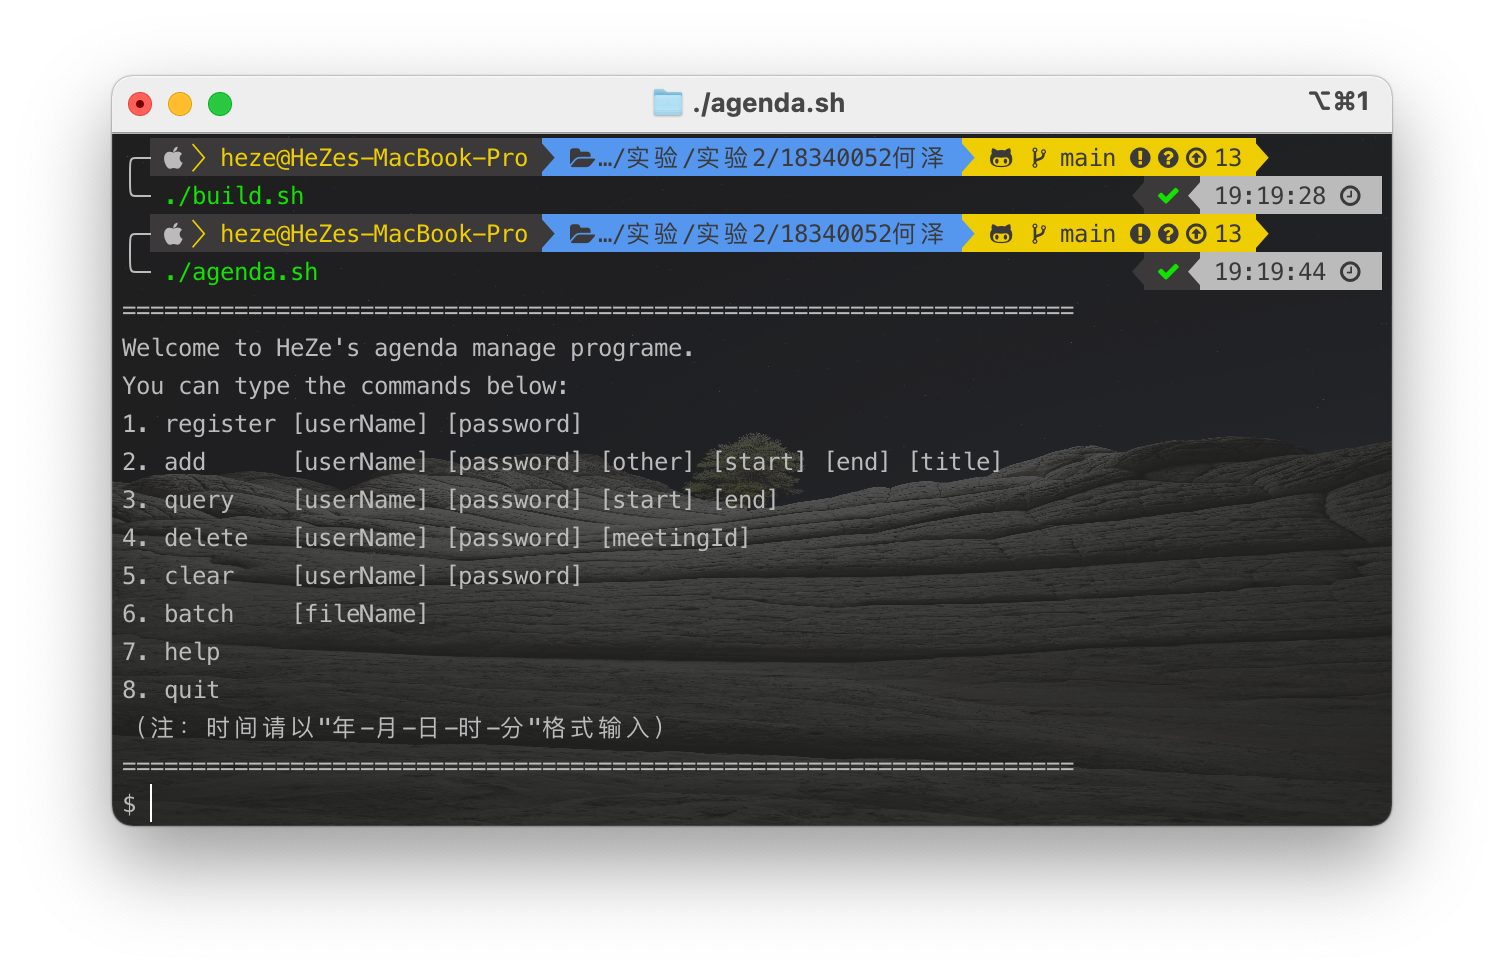 ./agenda.sh ⌥⌘1
heze@HeZes-MacBook-Pro …/实验/实验2/18340052何泽 main 13
./build.sh 19:19:28
heze@HeZes-MacBook-Pro …/实验/实验2/18340052何泽 main 13
./agenda.sh 19:19:44
====================================================================
Welcome to HeZe's agenda manage programe.
You can type the commands below:
1. register [userName] [password]
2. add      [userName] [password] [other] [start] [end] [title]
3. query    [userName] [password] [start] [end]
4. delete   [userName] [password] [meetingId]
5. clear    [userName] [password]
6. batch    [fileName]
7. help
8. quit
（注：时间请以"年-月-日-时-分"格式输入）
====================================================================
$